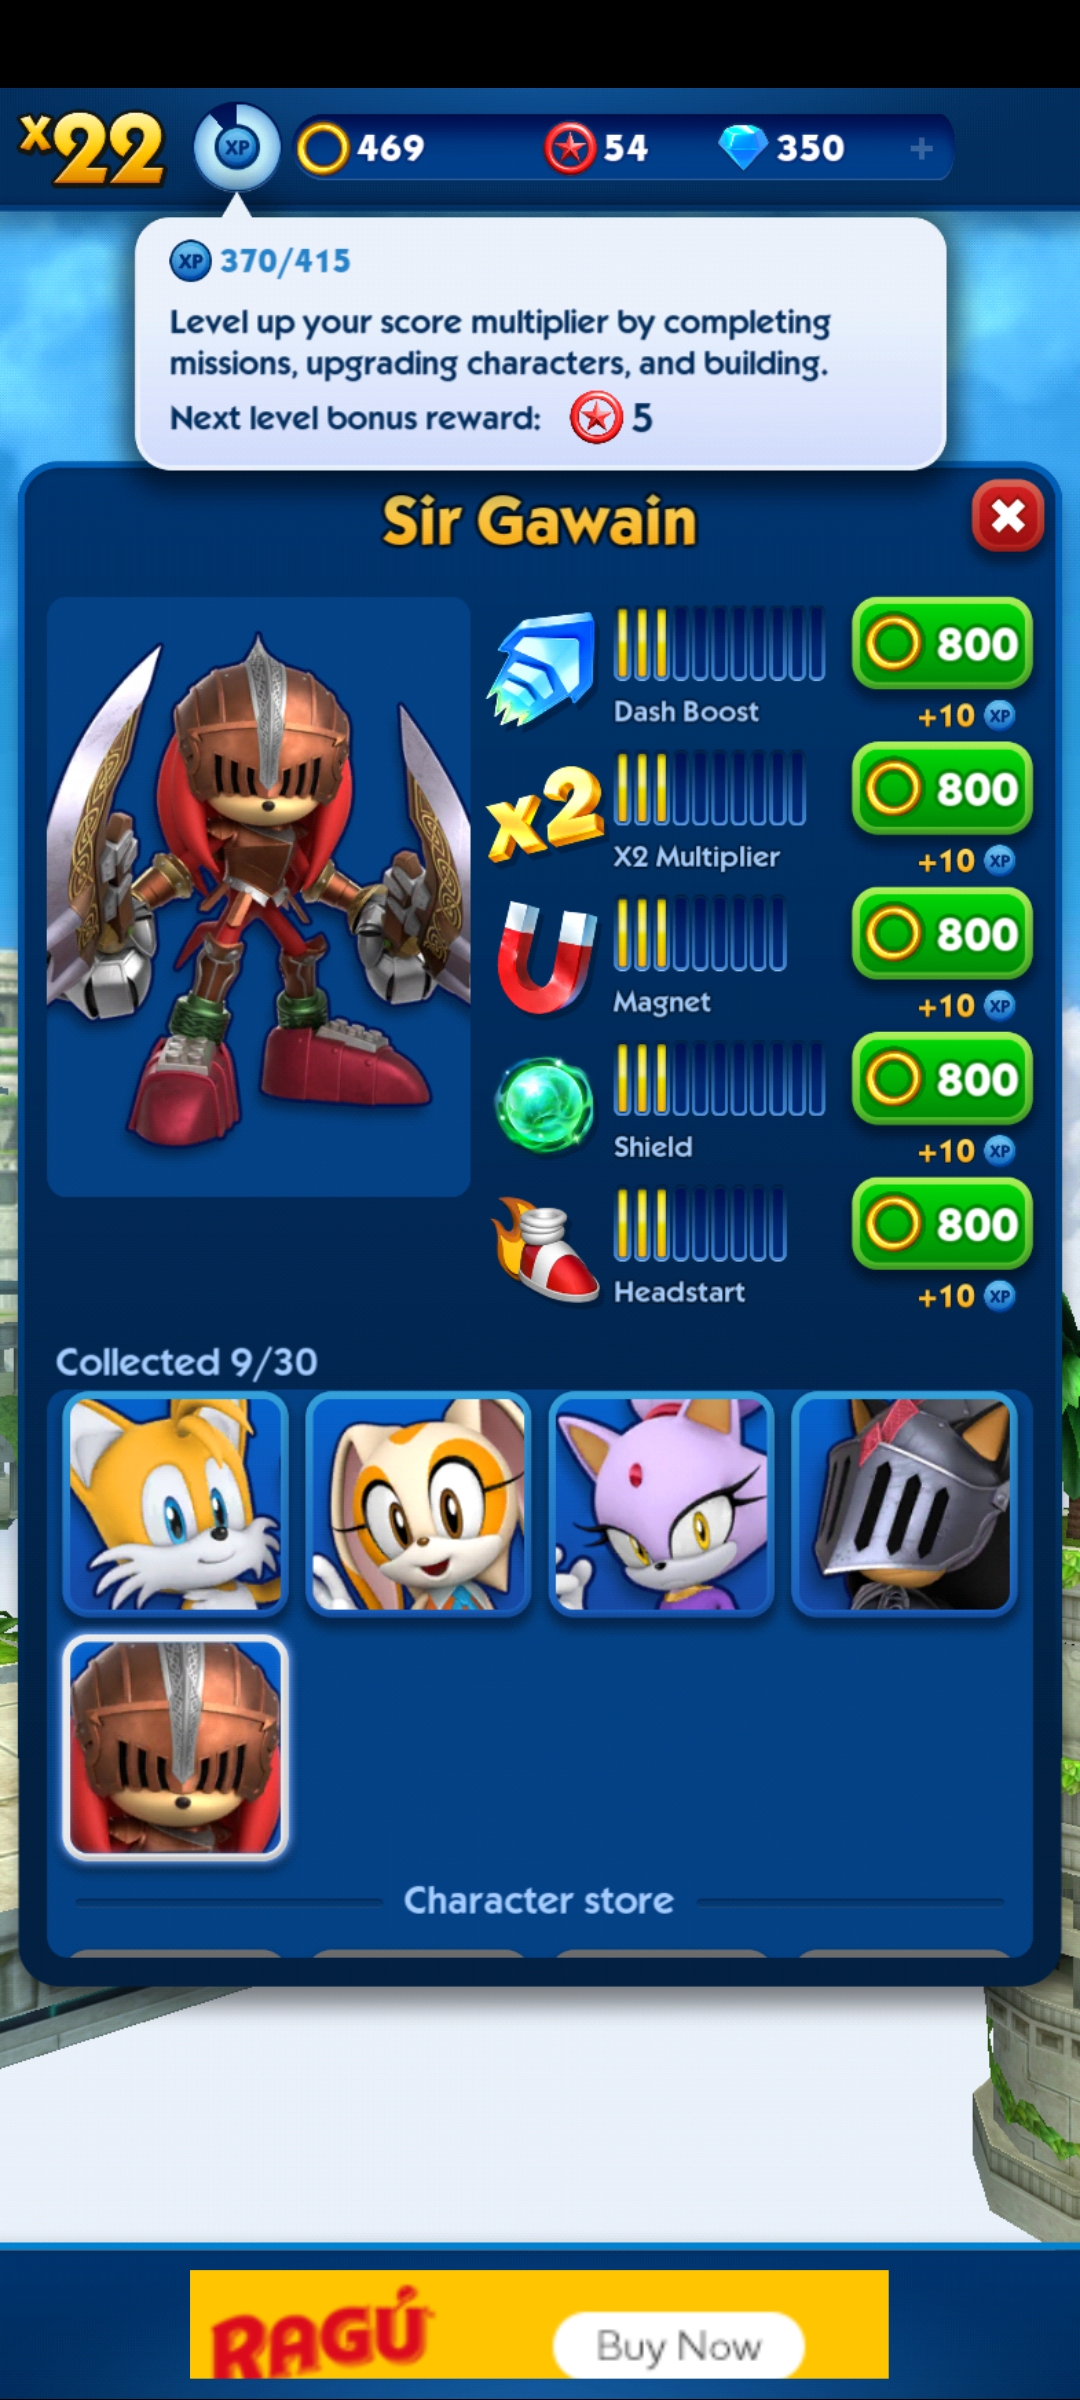 x22
XP
469
54
350
+
XP 370/415
Level up your score multiplier by completing
missions, upgrading characters, and building.
Next level bonus reward: 5
Sir Gawain
800
Dash Boost
+10 XP
x2
800
X2 Multiplier
+10 XP
800
Magnet
+10 XP
800
Shield
+10 XP
800
Headstart
+10 XP
Collected 9/30
Character store
RAGÚ
Buy Now